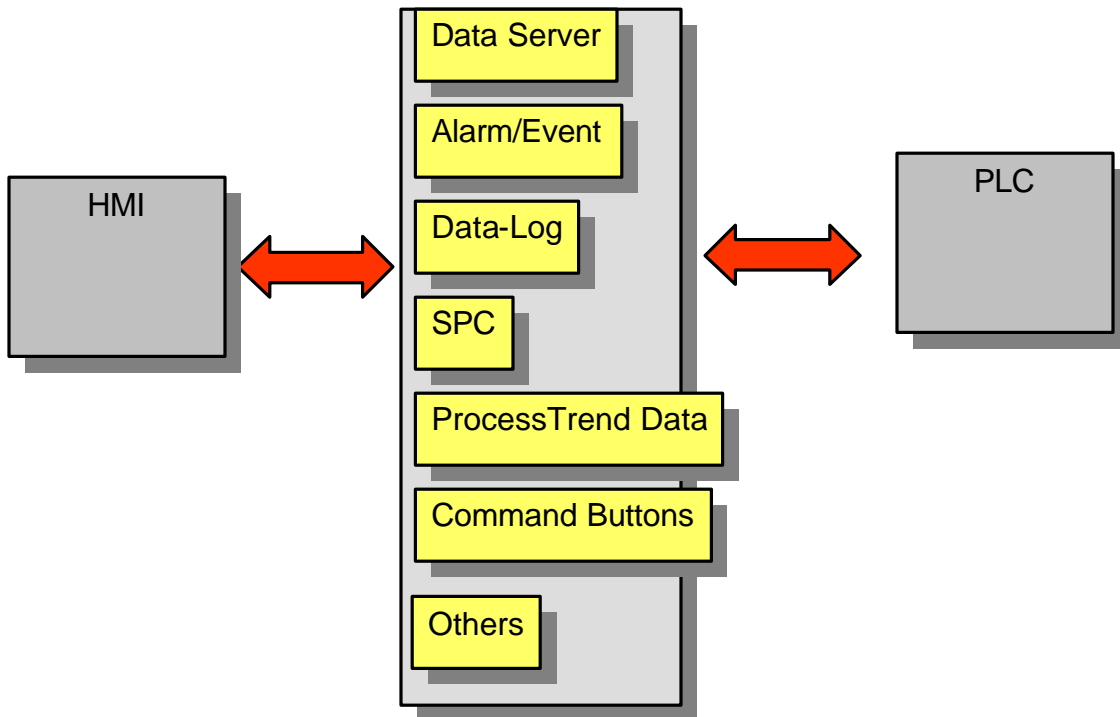 HMI
Data Server
Alarm/Event
Data-Log
SPC
ProcessTrend Data
Command Buttons
Others
PLC